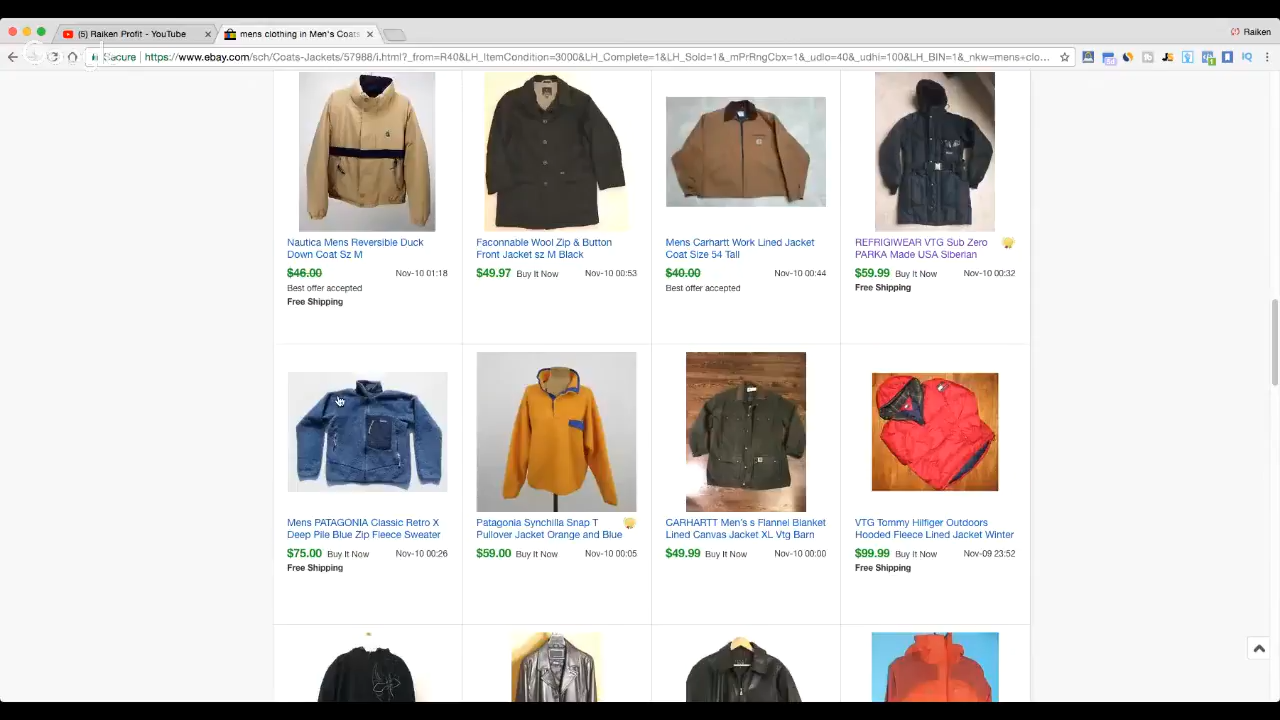 (5) Raiken Profit - YouTube
mens clothing in Men's Coats
Raiken
Secure
https://www.ebay.com/sch/Coats-Jackets/57988/i.html?_from=R40&LH_ItemCondition=3000&LH_Complete=1&LH_Sold=1&_mPrRngCbx=1&_udlo=40&_udhi=100&LH_BIN=1&_nkw=mens+clo...
Nautica Mens Reversible Duck
Down Coat Sz M
$46.00 Nov-10 01:18
Best offer accepted
Free Shipping
Faconnable Wool Zip & Button
Front Jacket sz M Black
$49.97 Buy It Now Nov-10 00:53
Mens Carhartt Work Lined Jacket
Coat Size 54 Tall
$40.00 Nov-10 00:44
Best offer accepted
REFRIGIWEAR VTG Sub Zero
PARKA Made USA Siberian
$59.99 Buy It Now Nov-10 00:32
Free Shipping
Mens PATAGONIA Classic Retro X
Deep Pile Blue Zip Fleece Sweater
$75.00 Buy It Now Nov-10 00:26
Free Shipping
Patagonia Synchilla Snap T
Pullover Jacket Orange and Blue
$59.00 Buy It Now Nov-10 00:05
CARHARTT Men's s Flannel Blanket
Lined Canvas Jacket XL Vtg Barn
$49.99 Buy It Now Nov-10 00:00
VTG Tommy Hilfiger Outdoors
Hooded Fleece Lined Jacket Winter
$99.99 Buy It Now Nov-09 23:52
Free Shipping